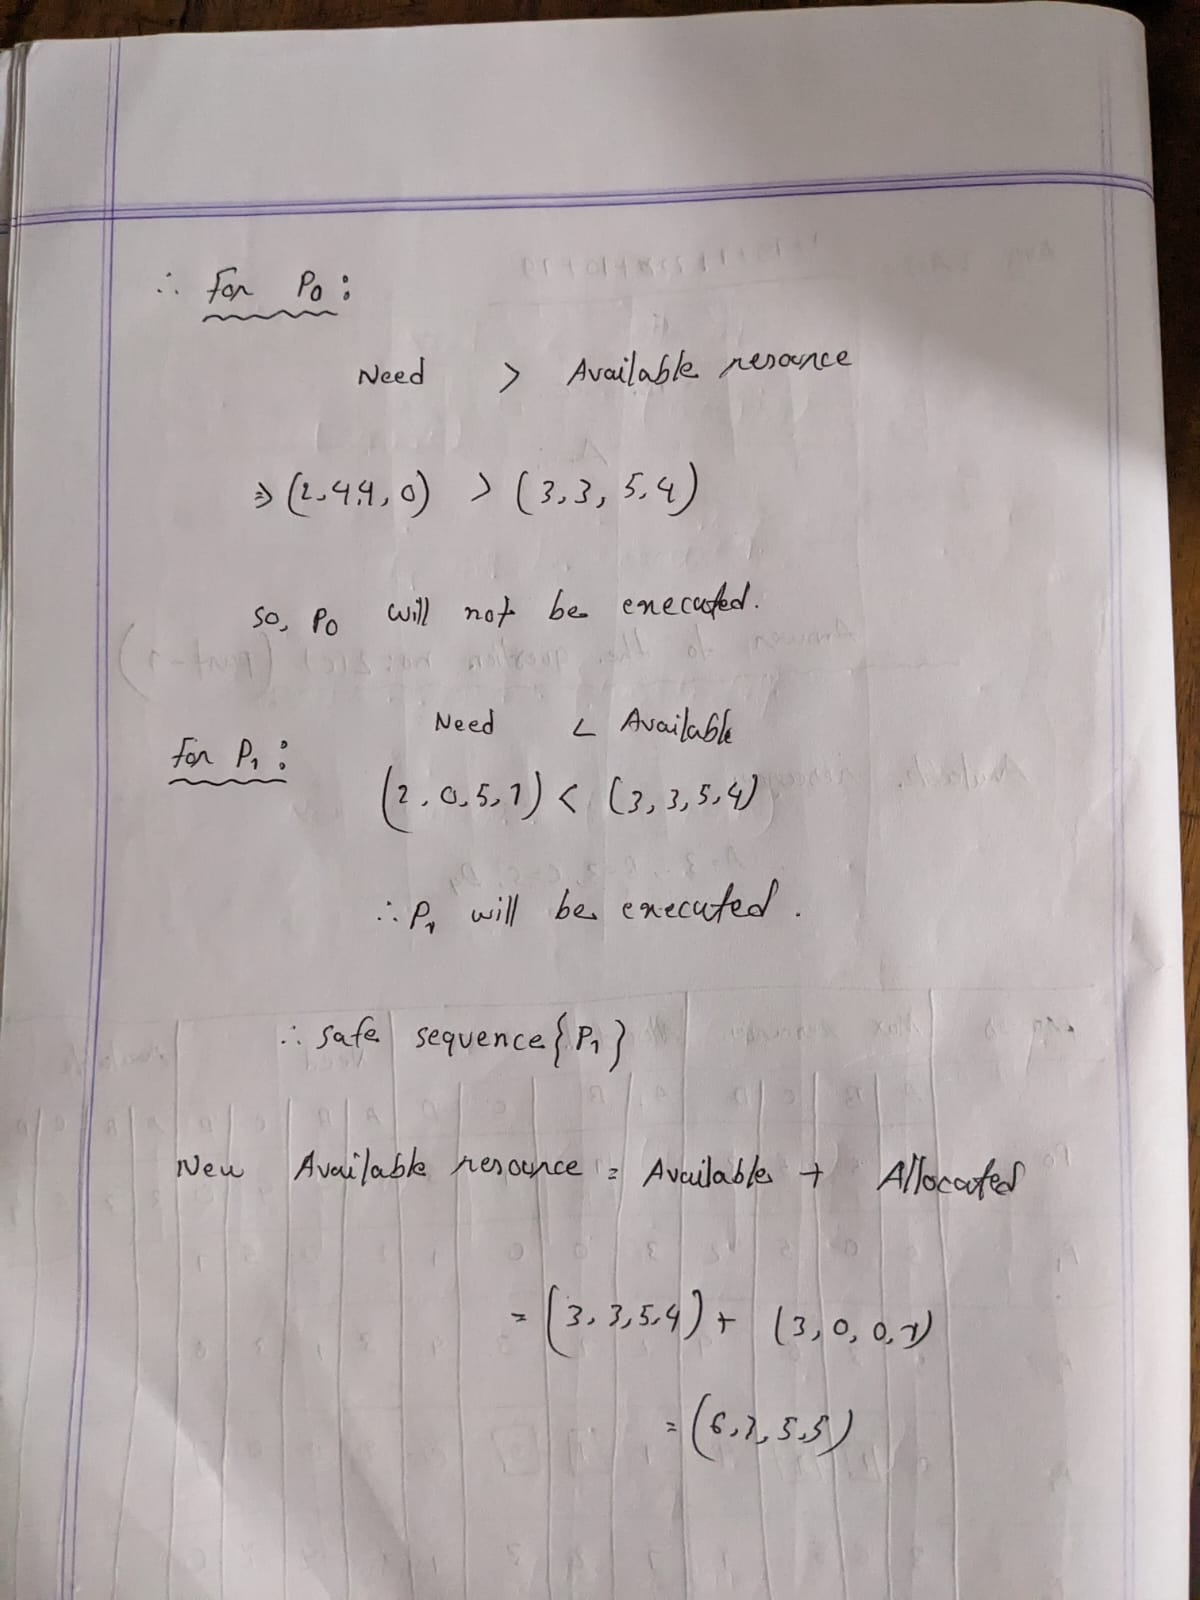 ∴ For P0 :
Need > Available resource
⇒ (2,4,4,0) > (3,3,5,4)
so, P0 will not be executed.
Need < Available
For P1 :
(2,0,5,1) < (3,3,5,4)
∴ P1 will be executed.
∴ safe sequence {P1}
New Available resource = Available + Allocated
= (3,3,5,4) + (3,0,0,1)
= (6,3,5,5)